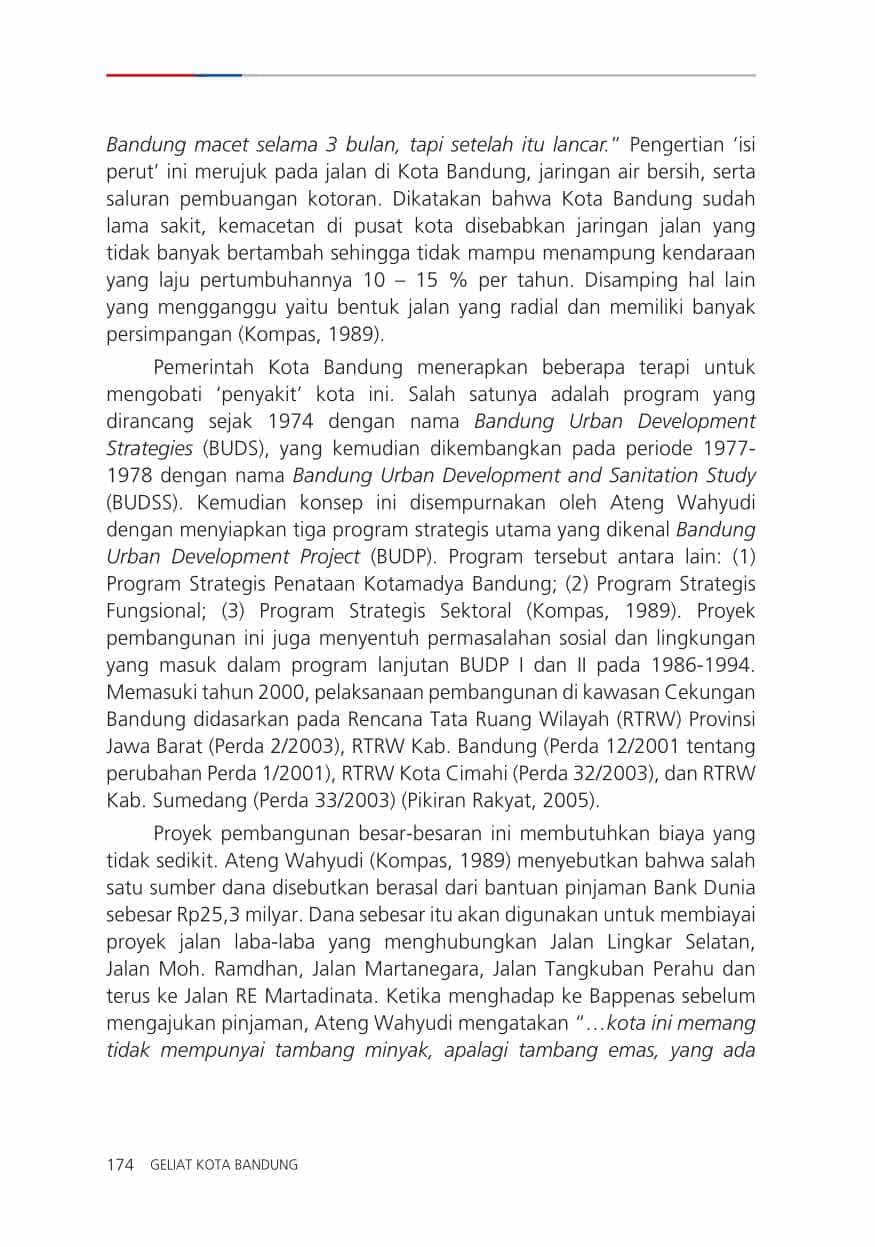 Bandung macet selama 3 bulan, tapi setelah itu lancar.” Pengertian ‘isi
perut’ ini merujuk pada jalan di Kota Bandung, jaringan air bersih, serta
saluran pembuangan kotoran. Dikatakan bahwa Kota Bandung sudah
lama sakit, kemacetan di pusat kota disebabkan jaringan jalan yang
tidak banyak bertambah sehingga tidak mampu menampung kendaraan
yang laju pertumbuhannya 10 – 15 % per tahun. Disamping hal lain
yang mengganggu yaitu bentuk jalan yang radial dan memiliki banyak
persimpangan (Kompas, 1989).
Pemerintah Kota Bandung menerapkan beberapa terapi untuk
mengobati ‘penyakit’ kota ini. Salah satunya adalah program yang
dirancang sejak 1974 dengan nama Bandung Urban Development
Strategies (BUDS), yang kemudian dikembangkan pada periode 1977-
1978 dengan nama Bandung Urban Development and Sanitation Study
(BUDSS). Kemudian konsep ini disempurnakan oleh Ateng Wahyudi
dengan menyiapkan tiga program strategis utama yang dikenal Bandung
Urban Development Project (BUDP). Program tersebut antara lain: (1)
Program Strategis Penataan Kotamadya Bandung; (2) Program Strategis
Fungsional; (3) Program Strategis Sektoral (Kompas, 1989). Proyek
pembangunan ini juga menyentuh permasalahan sosial dan lingkungan
yang masuk dalam program lanjutan BUDP I dan II pada 1986-1994.
Memasuki tahun 2000, pelaksanaan pembangunan di kawasan Cekungan
Bandung didasarkan pada Rencana Tata Ruang Wilayah (RTRW) Provinsi
Jawa Barat (Perda 2/2003), RTRW Kab. Bandung (Perda 12/2001 tentang
perubahan Perda 1/2001), RTRW Kota Cimahi (Perda 32/2003), dan RTRW
Kab. Sumedang (Perda 33/2003) (Pikiran Rakyat, 2005).
Proyek pembangunan besar-besaran ini membutuhkan biaya yang
tidak sedikit. Ateng Wahyudi (Kompas, 1989) menyebutkan bahwa salah
satu sumber dana disebutkan berasal dari bantuan pinjaman Bank Dunia
sebesar Rp25,3 milyar. Dana sebesar itu akan digunakan untuk membiayai
proyek jalan laba-laba yang menghubungkan Jalan Lingkar Selatan,
Jalan Moh. Ramdhan, Jalan Martanegara, Jalan Tangkuban Perahu dan
terus ke Jalan RE Martadinata. Ketika menghadap ke Bappenas sebelum
mengajukan pinjaman, Ateng Wahyudi mengatakan “…kota ini memang
tidak mempunyai tambang minyak, apalagi tambang emas, yang ada
174 GELIAT KOTA BANDUNG